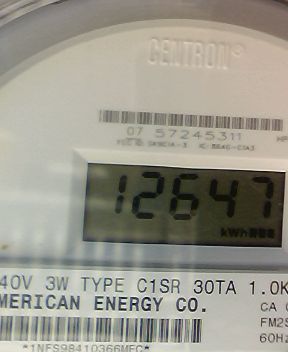 CENTRON®
07 57245311
12647
kWh
40V 3W TYPE C1SR 30TA 1.0K
MERICAN ENERGY CO.
CA
FM2S
60Hz
*1NFS98410366MFC*